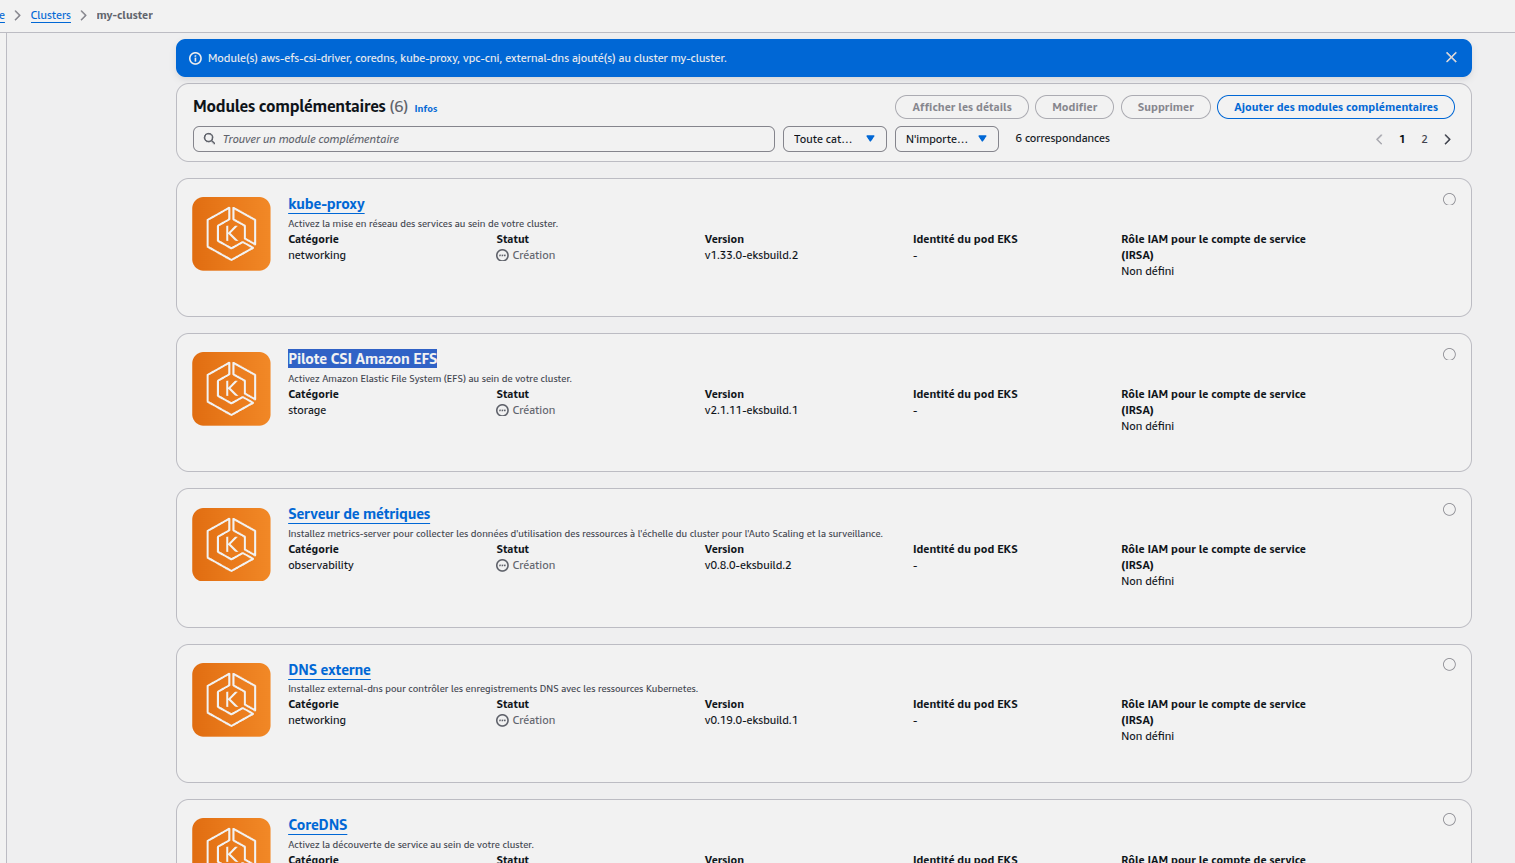 e > Clusters > my-cluster
Module(s) aws-efs-csi-driver, coredns, kube-proxy, vpc-cni, external-dns ajouté(s) au cluster my-cluster.
Modules complémentaires (6) Infos
Afficher les détails Modifier Supprimer Ajouter des modules complémentaires
Trouver un module complémentaire Toute cat... N'importe... 6 correspondances 1 2
kube-proxy
Activez la mise en réseau des services au sein de votre cluster.
Catégorie Statut Version Identité du pod EKS Rôle IAM pour le compte de service
networking Création v1.33.0-eksbuild.2 - (IRSA)
Non défini
Pilote CSI Amazon EFS
Activez Amazon Elastic File System (EFS) au sein de votre cluster.
Catégorie Statut Version Identité du pod EKS Rôle IAM pour le compte de service
storage Création v2.1.11-eksbuild.1 - (IRSA)
Non défini
Serveur de métriques
Installez metrics-server pour collecter les données d'utilisation des ressources à l'échelle du cluster pour l'Auto Scaling et la surveillance.
Catégorie Statut Version Identité du pod EKS Rôle IAM pour le compte de service
observability Création v0.8.0-eksbuild.2 - (IRSA)
Non défini
DNS externe
Installez external-dns pour contrôler les enregistrements DNS avec les ressources Kubernetes.
Catégorie Statut Version Identité du pod EKS Rôle IAM pour le compte de service
networking Création v0.19.0-eksbuild.1 - (IRSA)
Non défini
CoreDNS
Activez la découverte de service au sein de votre cluster.
Catégorie Statut Version Identité du pod EKS Rôle IAM pour le compte de service